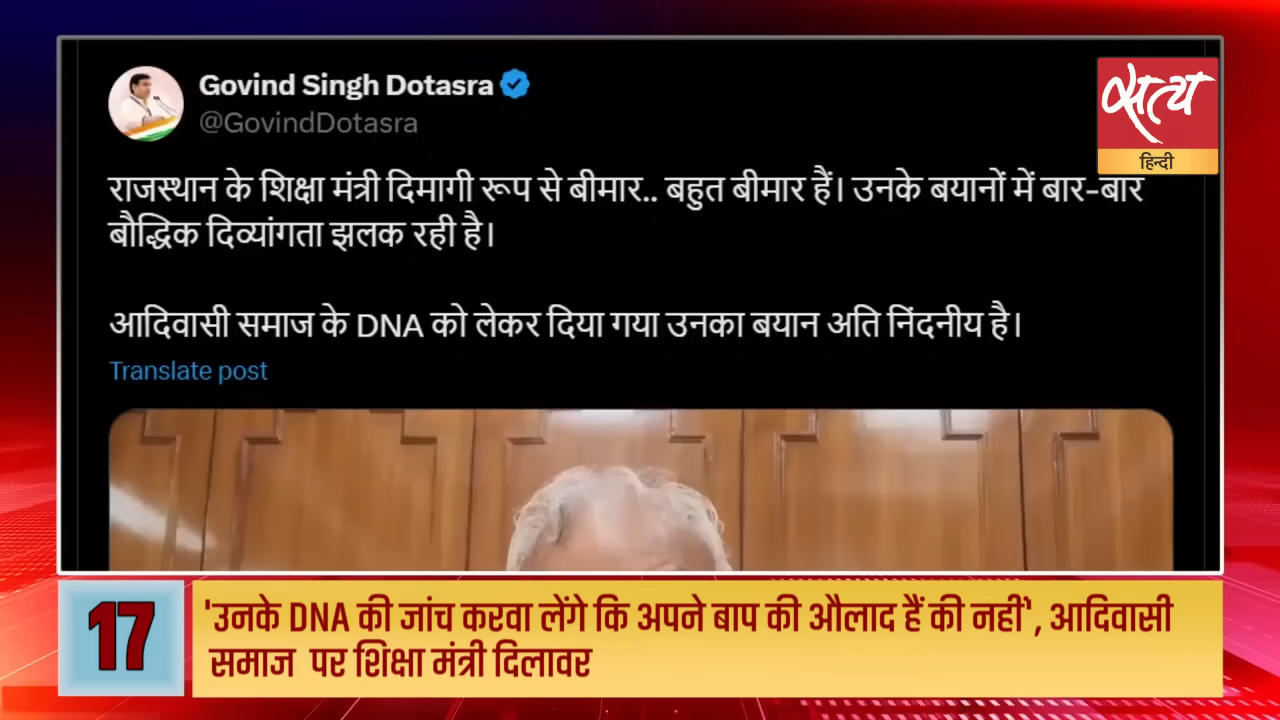 Govind Singh Dotasra
@GovindDotasra
सत्य
हिन्दी
राजस्थान के शिक्षा मंत्री दिमागी रूप से बीमार.. बहुत बीमार हैं। उनके बयानों में बार-बार
बौद्धिक दिव्यांगता झलक रही है।
आदिवासी समाज के DNA को लेकर दिया गया उनका बयान अति निंदनीय है।
Translate post
17
'उनके DNA की जांच करवा लेंगे कि अपने बाप की औलाद हैं की नहीं', आदिवासी
समाज पर शिक्षा मंत्री दिलावर